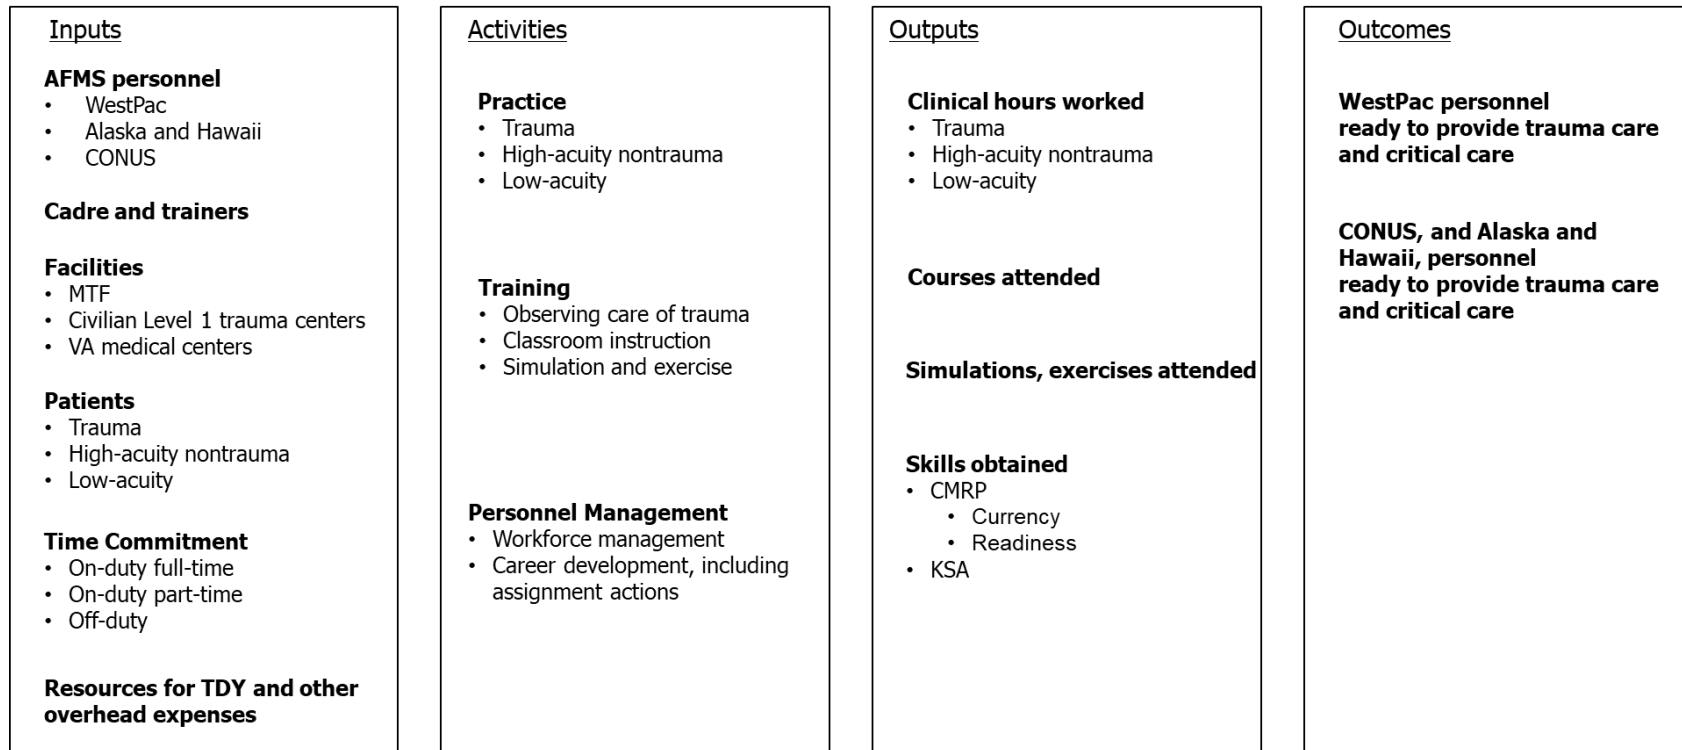 Inputs
AFMS personnel
• WestPac
• Alaska and Hawaii
• CONUS
Cadre and trainers
Facilities
• MTF
• Civilian Level 1 trauma centers
• VA medical centers
Patients
• Trauma
• High-acuity nontrauma
• Low-acuity
Time Commitment
• On-duty full-time
• On-duty part-time
• Off-duty
Resources for TDY and other
overhead expenses
Activities
Practice
• Trauma
• High-acuity nontrauma
• Low-acuity
Training
• Observing care of trauma
• Classroom instruction
• Simulation and exercise
Personnel Management
• Workforce management
• Career development, including
assignment actions
Outputs
Clinical hours worked
• Trauma
• High-acuity nontrauma
• Low-acuity
Courses attended
Simulations, exercises attended
Skills obtained
• CMRP
• Currency
• Readiness
• KSA
Outcomes
WestPac personnel
ready to provide trauma care
and critical care
CONUS, and Alaska and
Hawaii, personnel
ready to provide trauma care
and critical care